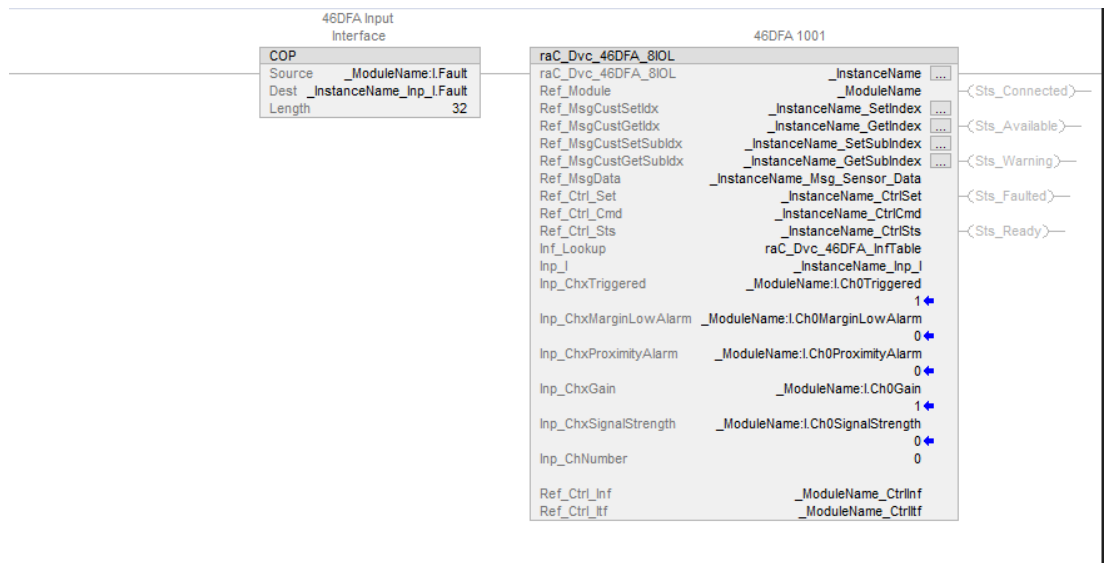 46DFA Input
Interface
COP
Source _ModuleName:I.Fault
Dest _InstanceName_Inp_I.Fault
Length 32
46DFA 1001
raC_Dvc_46DFA_8IOL
raC_Dvc_46DFA_8IOL _InstanceName ...
Ref_Module _ModuleName (Sts_Connected)
Ref_MsgCustSetIdx _InstanceName_SetIndex ...
Ref_MsgCustGetIdx _InstanceName_GetIndex ... (Sts_Available)
Ref_MsgCustSetSubIdx _InstanceName_SetSubIndex ...
Ref_MsgCustGetSubIdx _InstanceName_GetSubIndex ... (Sts_Warning)
Ref_MsgData _InstanceName_Msg_Sensor_Data
Ref_Ctrl_Set _InstanceName_CtrlSet (Sts_Faulted)
Ref_Ctrl_Cmd _InstanceName_CtrlCmd
Ref_Ctrl_Sts _InstanceName_CtrlSts (Sts_Ready)
Inf_Lookup raC_Dvc_46DFA_InfTable
Inp_I _InstanceName_Inp_I
Inp_ChxTriggered _ModuleName:I.Ch0Triggered
1
Inp_ChxMarginLowAlarm _ModuleName:I.Ch0MarginLowAlarm
0
Inp_ChxProximityAlarm _ModuleName:I.Ch0ProximityAlarm
0
Inp_ChxGain _ModuleName:I.Ch0Gain
1
Inp_ChxSignalStrength _ModuleName:I.Ch0SignalStrength
0
Inp_ChNumber 0
Ref_Ctrl_Inf _ModuleName_CtrlInf
Ref_Ctrl_Itf _ModuleName_CtrlItf